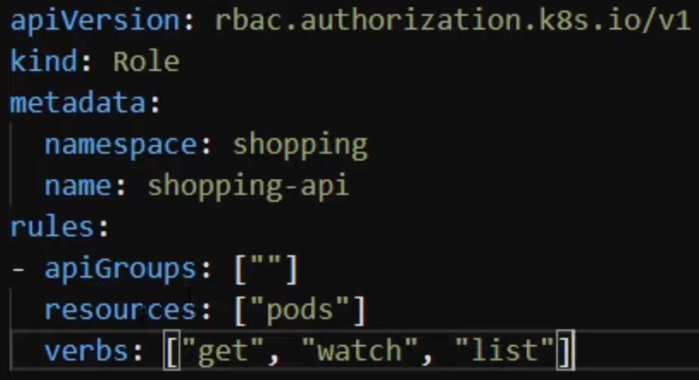 apiVersion: rbac.authorization.k8s.io/v1
kind: Role
metadata:
  namespace: shopping
  name: shopping-api
rules:
- apiGroups: [""]
  resources: ["pods"]
  verbs: ["get", "watch", "list"]